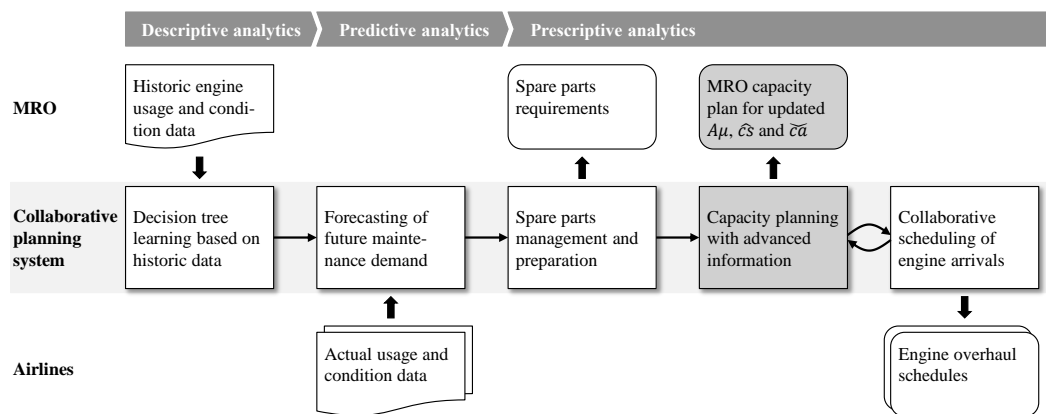 Descriptive analytics
Predictive analytics
Prescriptive analytics
MRO
Historic engine
usage and condi-
tion data
Spare parts
requirements
MRO capacity
plan for updated
𝐴𝜇, 𝑐̂𝑠 and 𝑐̃𝑎
Collaborative
planning
system
Decision tree
learning based on
historic data
Forecasting of
future mainte-
nance demand
Spare parts
management and
preparation
Capacity planning
with advanced
information
Collaborative
scheduling of
engine arrivals
Airlines
Actual usage and
condition data
Engine overhaul
schedules